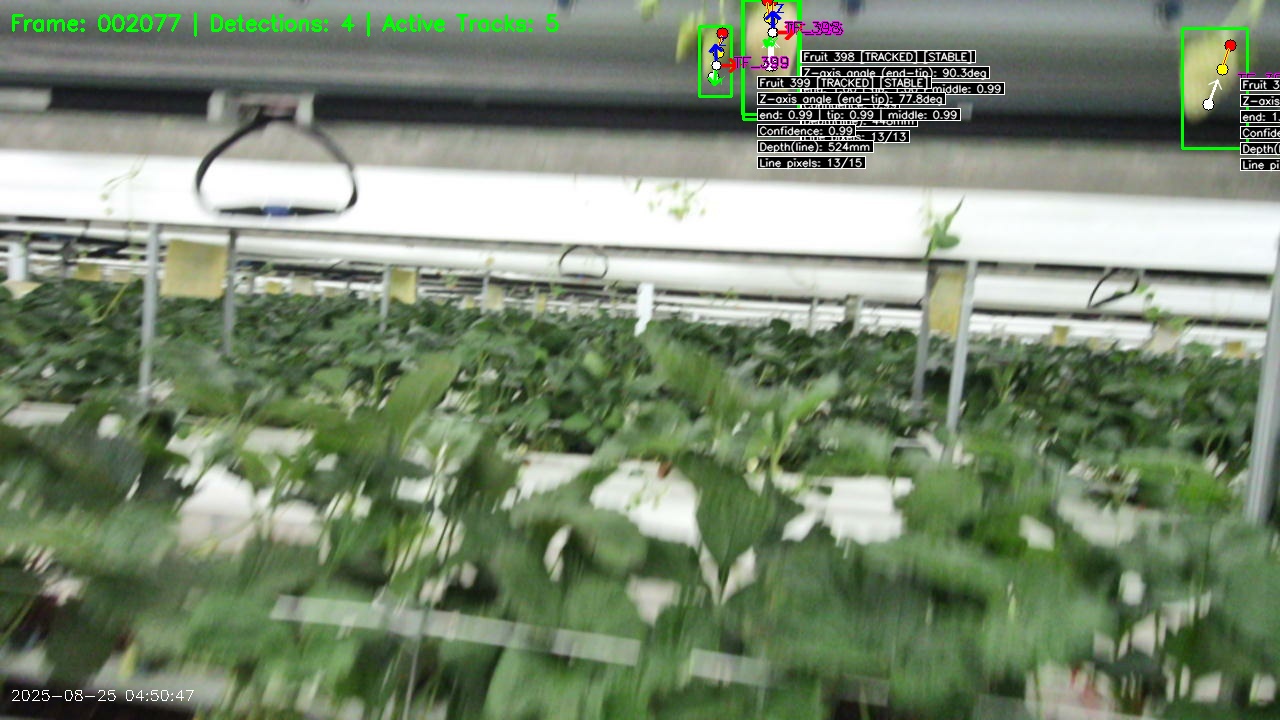 Frame: 002077 | Detections: 4 | Active Tracks: 5
TF_398
TF_399
Fruit 398 [TRACKED] [STABLE]
Z-axis angle (end-tip): 90.3deg
middle: 0.99
13/13
Fruit 399 [TRACKED] [STABLE]
Z-axis angle (end-tip): 77.8deg
end: 0.99 | tip: 0.99 | middle: 0.99
Confidence: 0.99
Depth(line): 524mm
Line pixels: 13/15
Fruit 3
Z-axis
end: 1.
Confide
Depth(
Line pi
2025-08-25 04:50:47